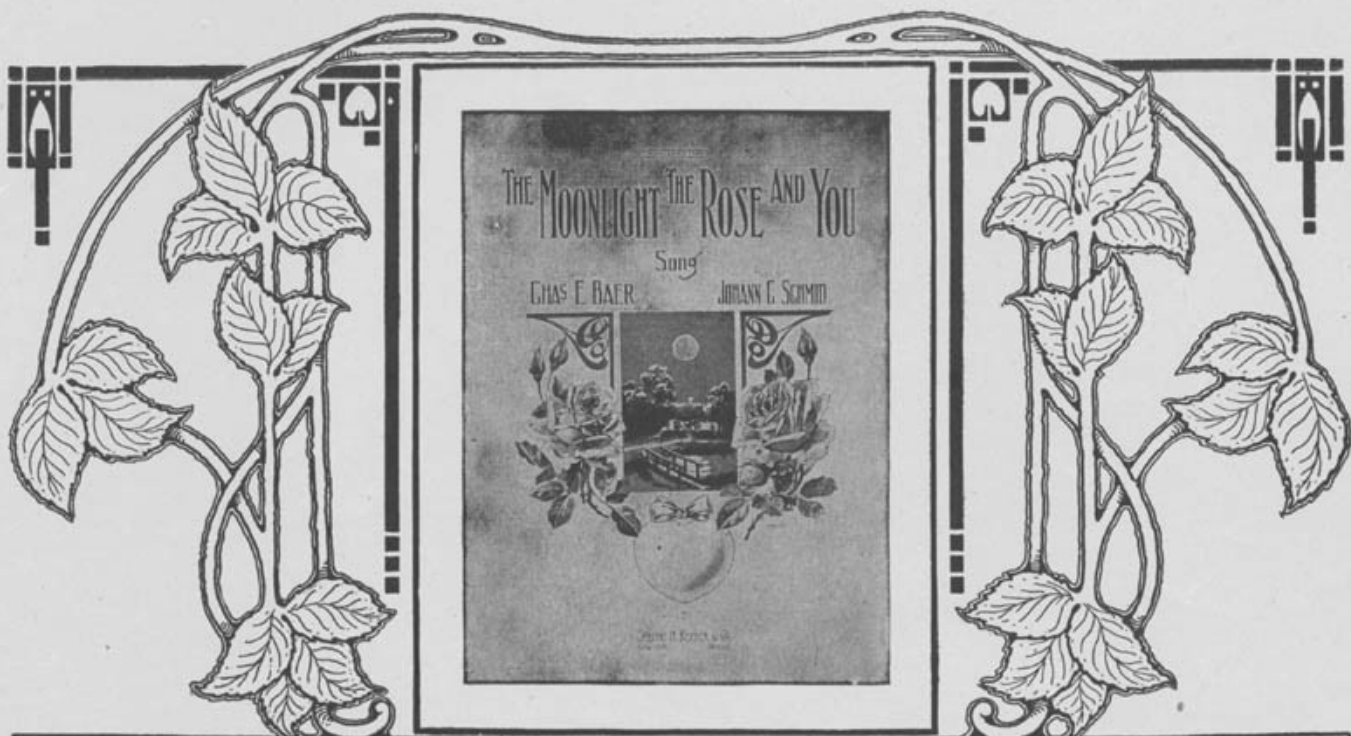 THE MOONLIGHT THE ROSE AND YOU
Song
CHAS E. BAER JOHANN C. SCHMID